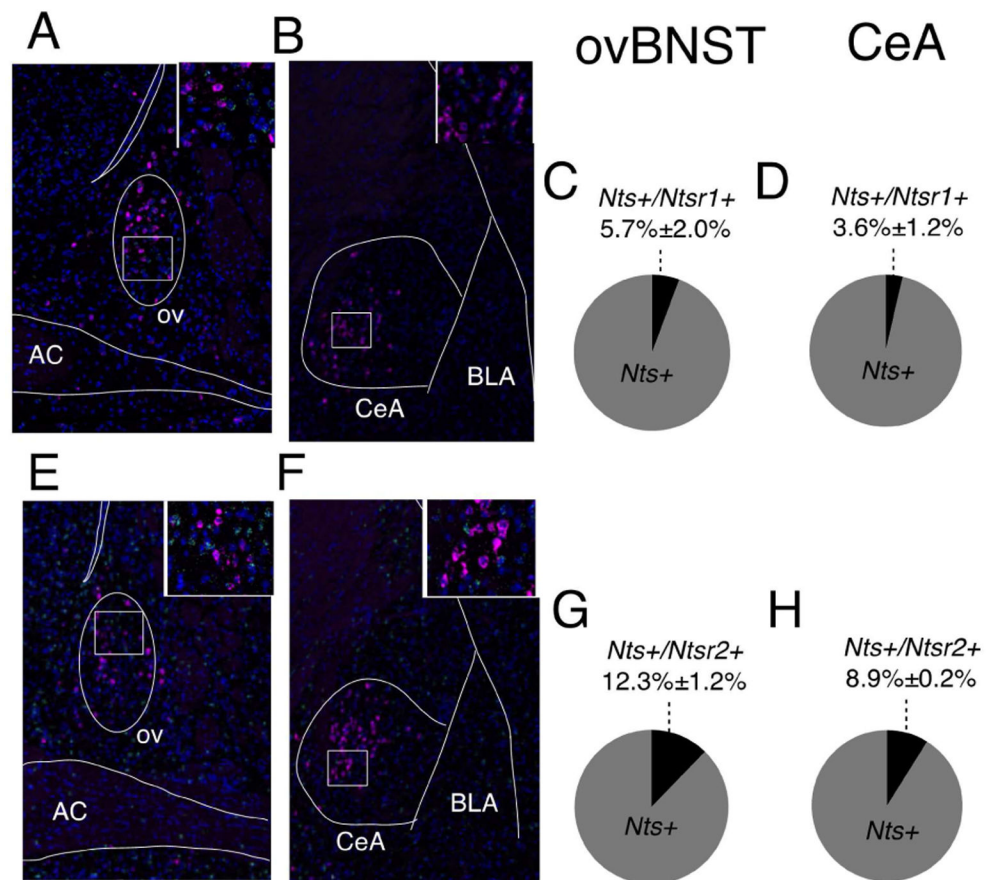 A
B
ovBNST
CeA
C
Nts+/Ntsr1+
5.7%±2.0%
Nts+
D
Nts+/Ntsr1+
3.6%±1.2%
Nts+
ov
AC
CeA
BLA
E
F
G
Nts+/Ntsr2+
12.3%±1.2%
Nts+
H
Nts+/Ntsr2+
8.9%±0.2%
Nts+
ov
AC
CeA
BLA